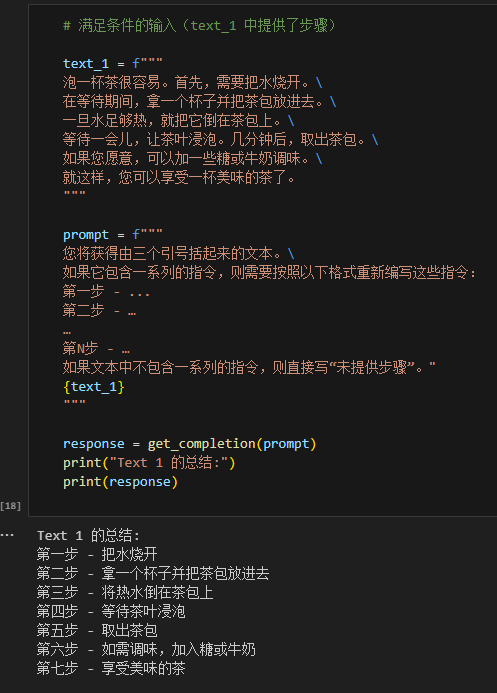 # 满足条件的输入（text_1 中提供了步骤）
text_1 = f"""
泡一杯茶很容易。首先，需要把水烧开。\
在等待期间，拿一个杯子并把茶包放进去。\
一旦水足够热，就把它倒在茶包上。\
等待一会儿，让茶叶浸泡。几分钟后，取出茶包。\
如果您愿意，可以加一些糖或牛奶调味。\
就这样，您可以享受一杯美味的茶了。
"""
prompt = f"""
您将获得由三个引号括起来的文本。\
如果它包含一系列的指令，则需要按照以下格式重新编写这些指令：
第一步 - ...
第二步 - …
…
第N步 - …
如果文本中不包含一系列的指令，则直接写“未提供步骤”。"
{text_1}
"""
response = get_completion(prompt)
print("Text 1 的总结:")
print(response)
[18]
... Text 1 的总结:
第一步 - 把水烧开
第二步 - 拿一个杯子并把茶包放进去
第三步 - 将热水倒在茶包上
第四步 - 等待茶叶浸泡
第五步 - 取出茶包
第六步 - 如需调味，加入糖或牛奶
第七步 - 享受美味的茶